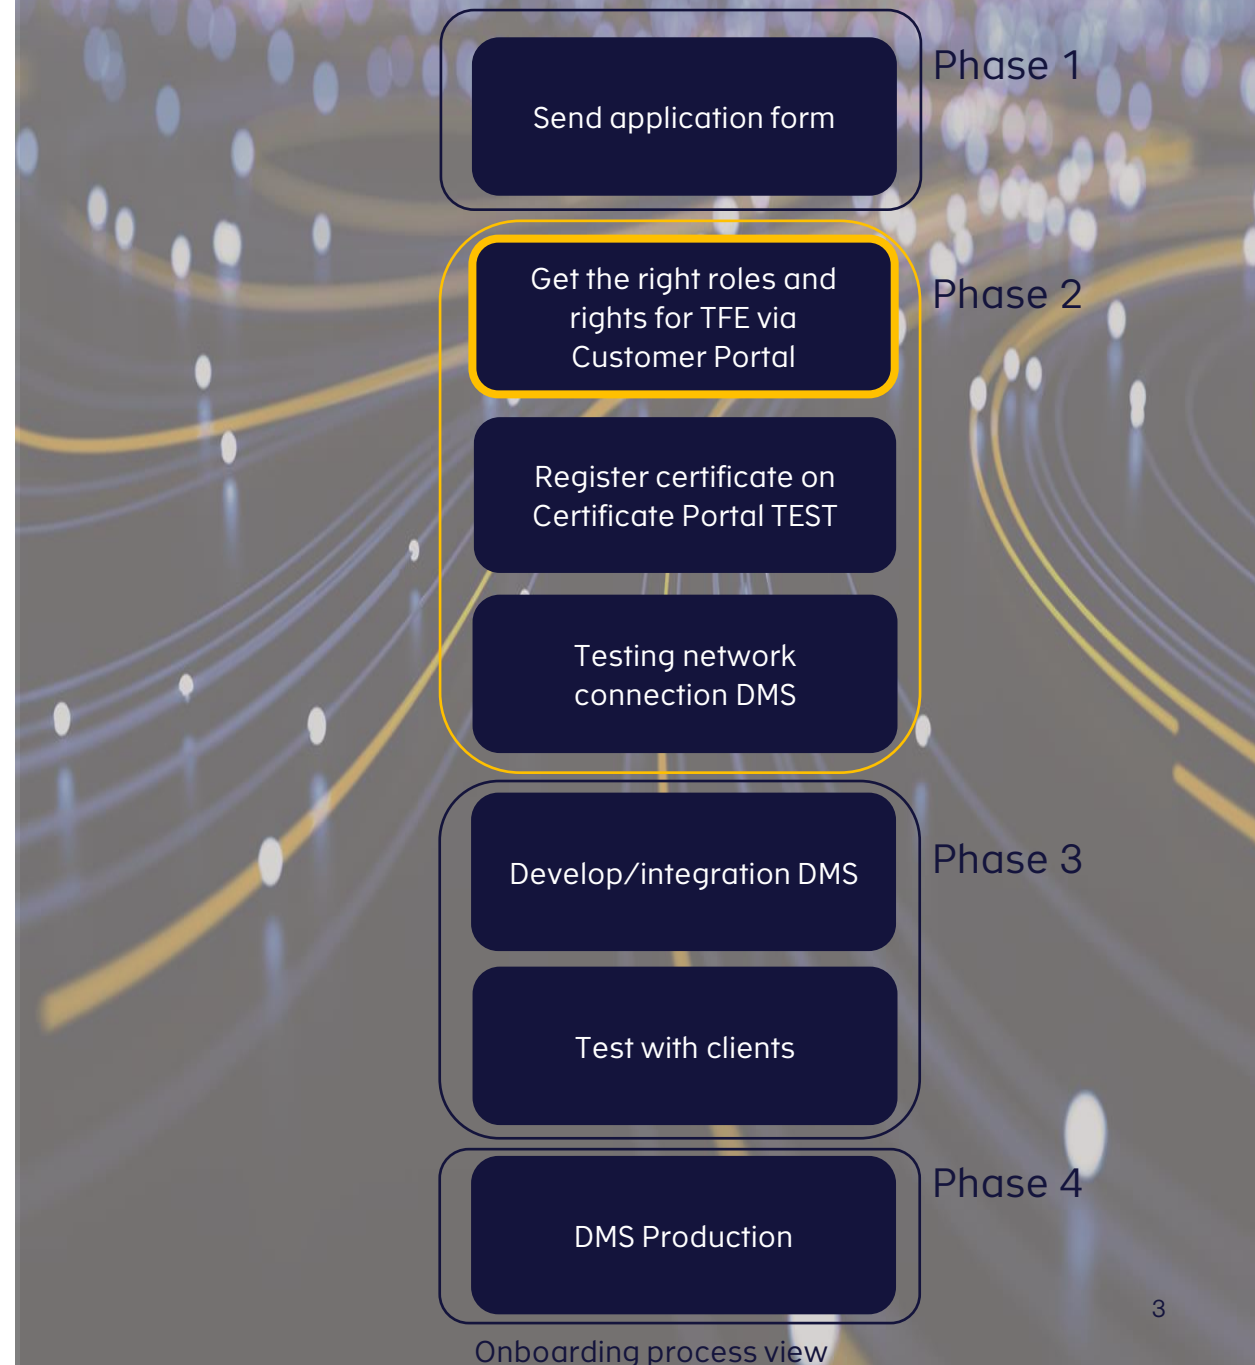 Phase 1
Send application form
Get the right roles and
rights for TFE via
Customer Portal
Phase 2
Register certificate on
Certificate Portal TEST
Testing network
connection DMS
Phase 3
Develop/integration DMS
Test with clients
Phase 4
DMS Production
3
Onboarding process view